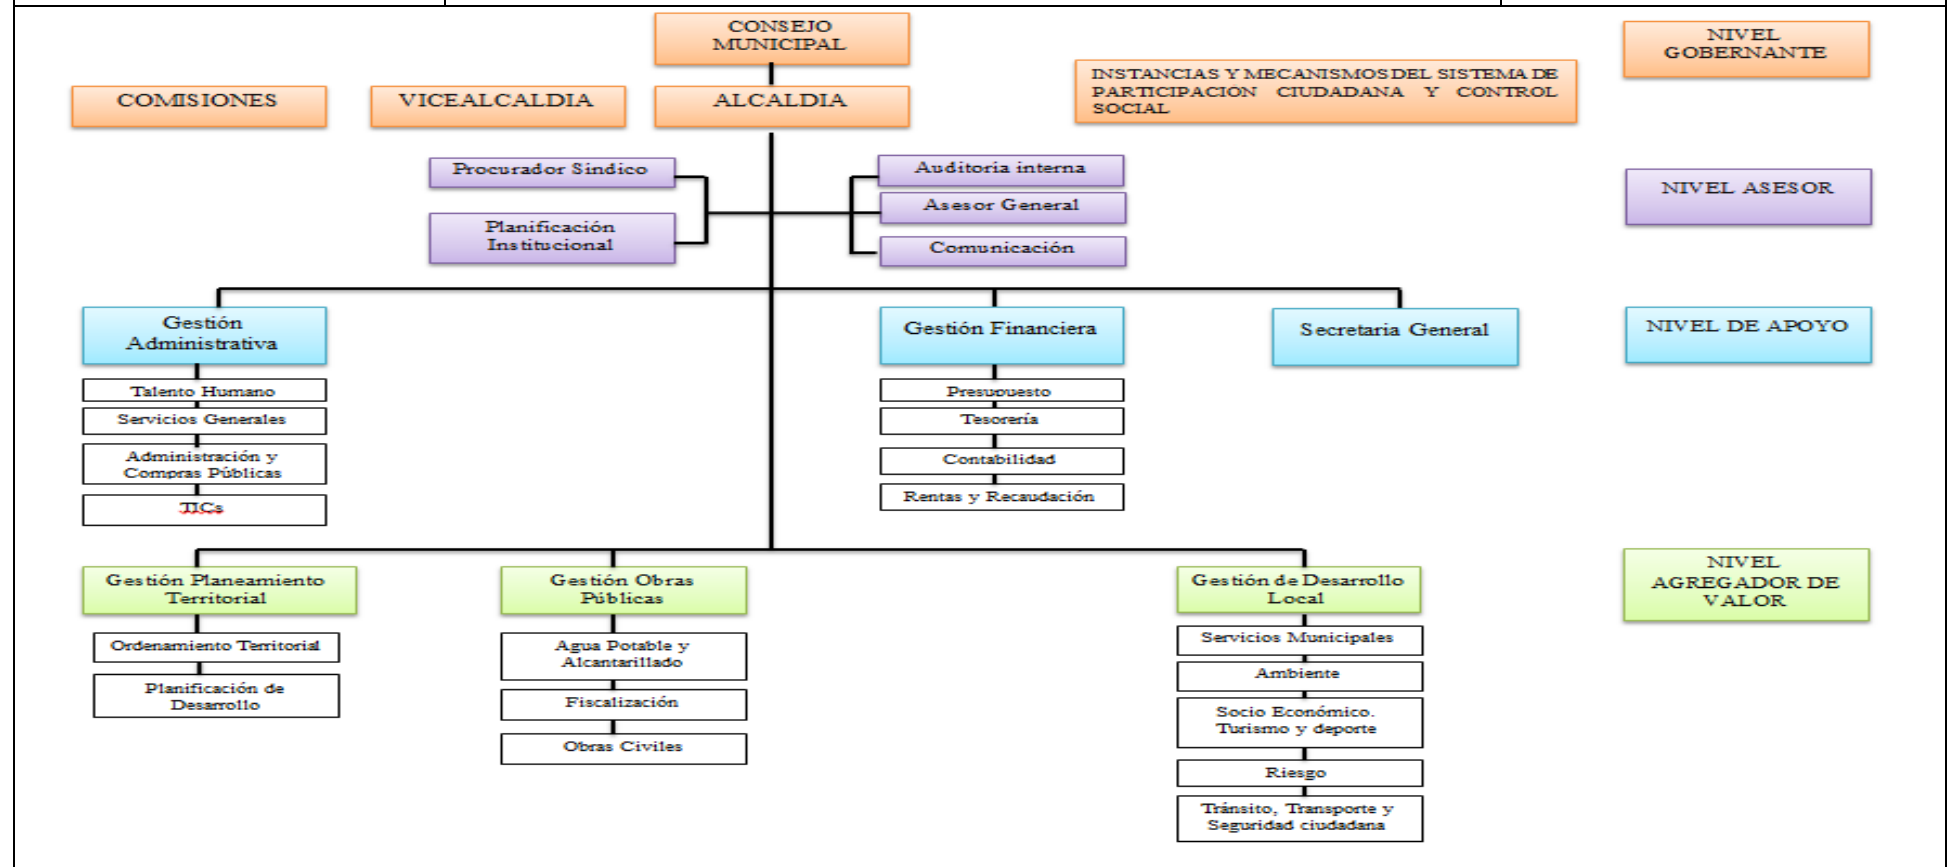 CONSEJO
MUNICIPAL
NIVEL
GOBERNANTE
INSTANCIAS Y MECANISMOS DEL SISTEMA DE
PARTICIPACIÓN CIUDADANA Y CONTROL
SOCIAL
COMISIONES
VICEALCALDIA
ALCALDIA
Procurador Sindico
Auditoria interna
NIVEL ASESOR
Asesor General
Planificación
Institucional
Comunicación
Gestión
Administrativa
Gestión Financiera
Secretaria General
NIVEL DE APOYO
Talento Humano
Servicios Generales
Administración y
Compras Públicas
TICs
Presupuesto
Tesorería
Contabilidad
Rentas y Recaudación
Gestión Planeamiento
Territorial
Gestión Obras
Públicas
Gestión de Desarrollo
Local
NIVEL
AGREGADOR DE
VALOR
Ordenamiento Territorial
Planificación de
Desarrollo
Agua Potable y
Alcantarillado
Fiscalización
Obras Civiles
Servicios Municipales
Ambiente
Socio Económico.
Turismo y deporte
Riesgo
Tránsito, Transporte y
Seguridad ciudadana